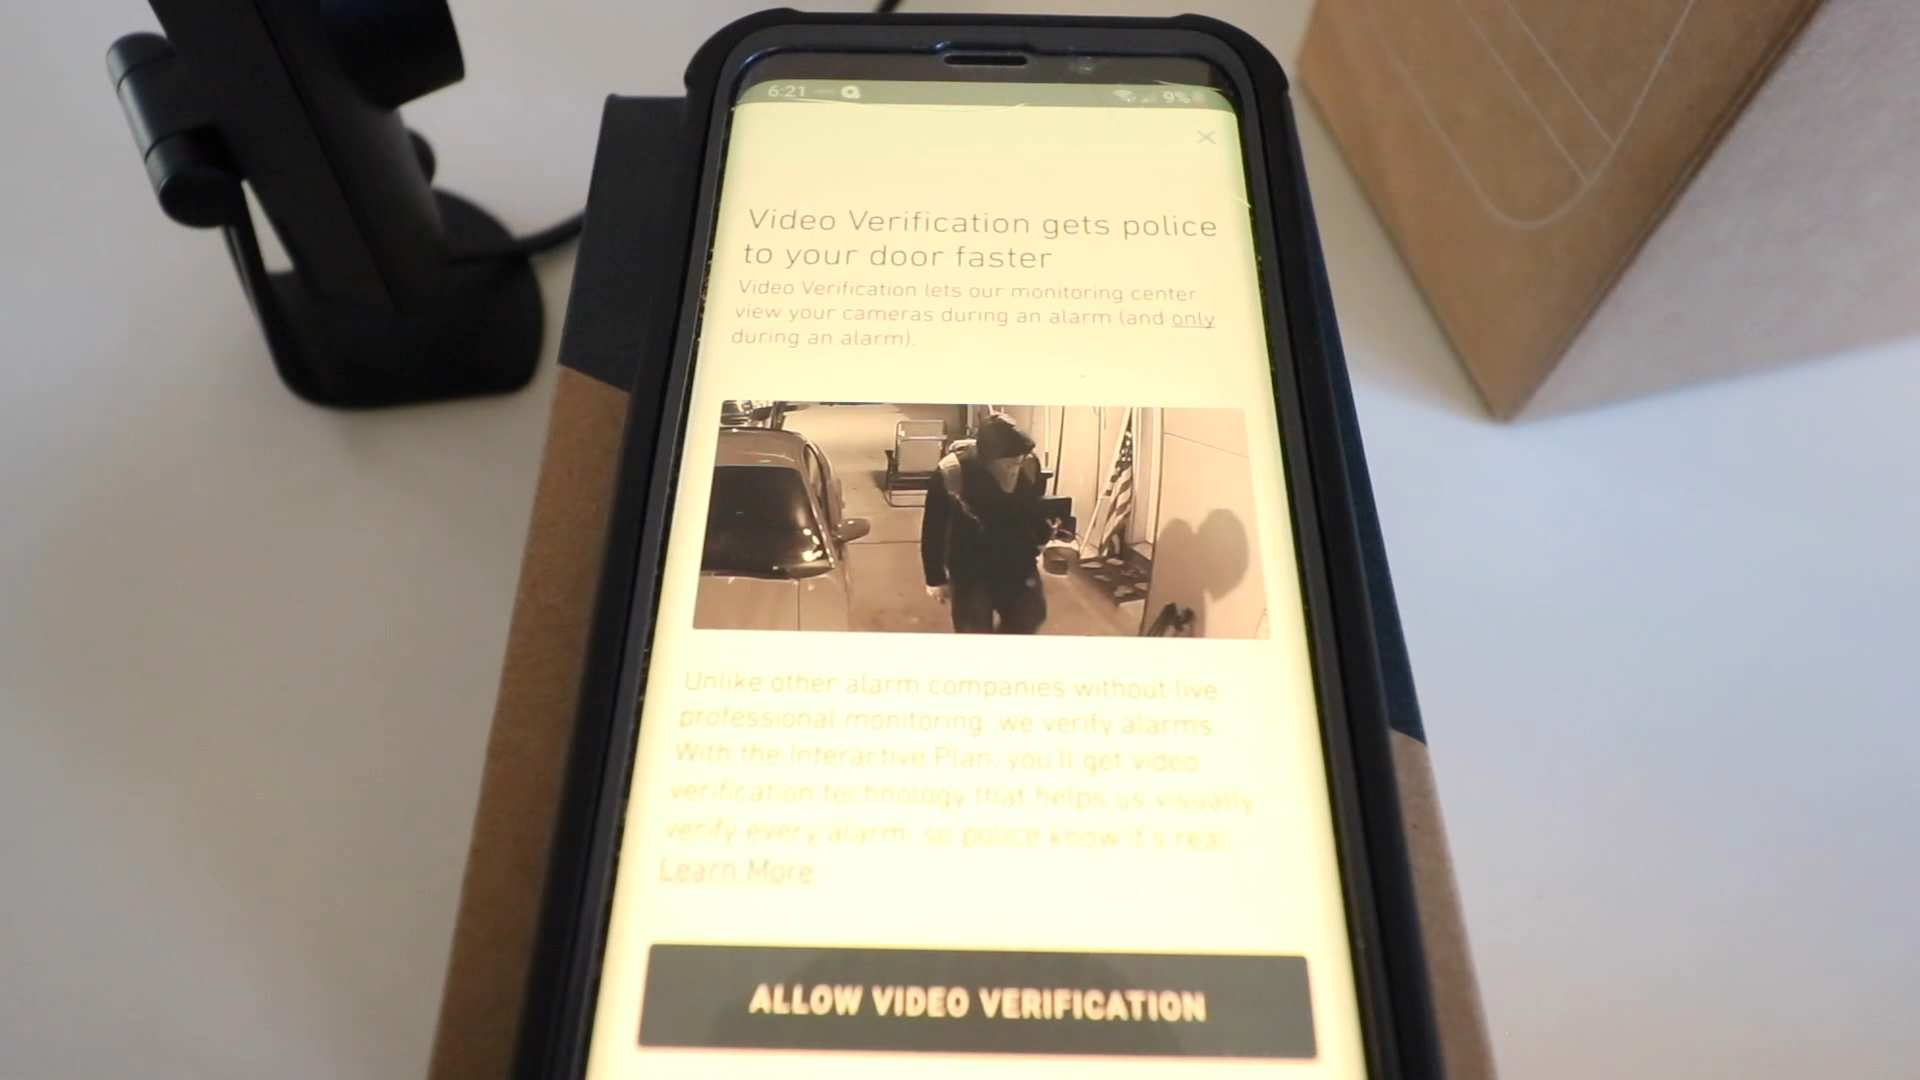 6:21
9%
Video Verification gets police
to your door faster
Video Verification lets our monitoring center
view your cameras during an alarm (and only
during an alarm).
Unlike other alarm companies without live
professional monitoring, we verify alarms.
With the Interactive Plan, you'll get video
verification technology that helps us visually
verify every alarm, so police know it's real.
Learn More
ALLOW VIDEO VERIFICATION